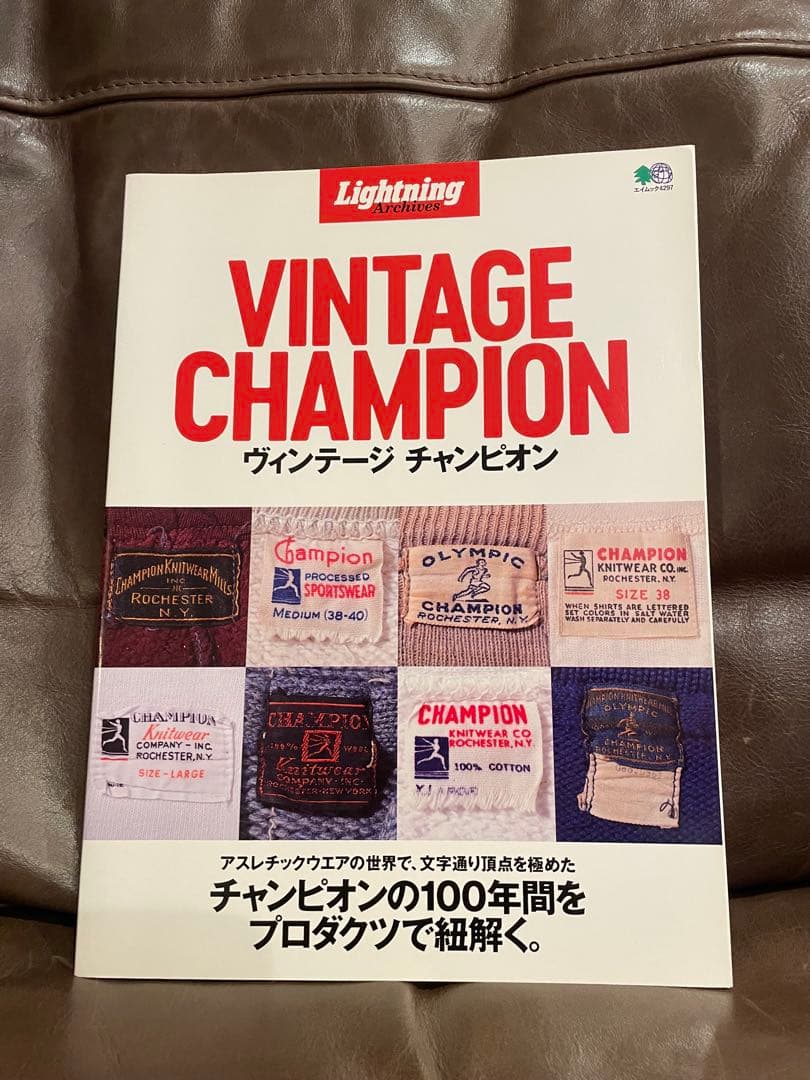 Lightning
Archives
エイムック4297
VINTAGE
CHAMPION
ヴィンテージ チャンピオン
CHAMPION KNITWEAR MILLS
INC
ROCHESTER
N.Y.
Champion
PROCESSED
SPORTSWEAR
MEDIUM (38-40)
OLYMPIC
CHAMPION
ROCHESTER, N.Y.
CHAMPION
KNITWEAR CO. INC.
ROCHESTER, N.Y.
SIZE 38
WHEN SHIRTS ARE LETTERED
SET COLORS IN SALT WATER
WASH SEPARATELY AND CAREFULLY
CHAMPION
Knitwear
COMPANY-INC.
ROCHESTER, N.Y.
SIZE-LARGE
CHAMPION
100% WOOL
Knitwear
COMPANY-INC
ROCHESTER-NEW YORK
CHAMPION
KNITWEAR CO
ROCHESTER, N.Y.
100% COTTON
CHAMPION KNITWEAR
OLYMPIC
CHAMPION
ROCHESTER, N.Y.
アスレチックウエアの世界で、文字通り頂点を極めた
チャンピオンの100年間を
プロダクツで紐解く。